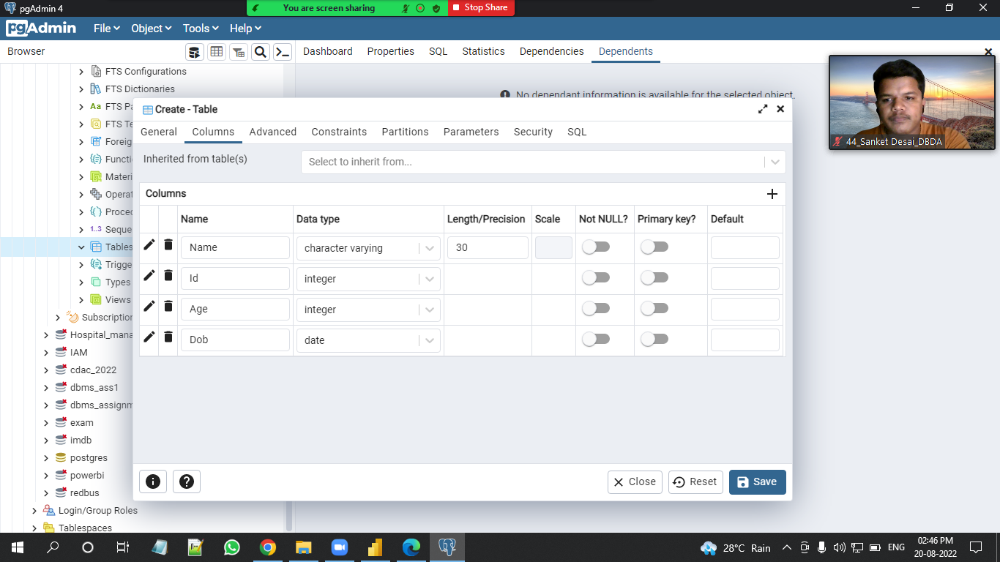 pgAdmin 4
You are screen sharing
Stop Share
pgAdmin
File Object Tools Help
Browser
Dashboard Properties SQL Statistics Dependencies Dependents
FTS Configurations
FTS Dictionaries
Aa FTS Pa
FTS Te
Foreig
Functi
Materi
Operat
Proced
1..3 Seque
Tables
Trigge
Types
Views
Subscription
Hospital_mana
IAM
cdac_2022
dbms_ass1
dbms_assignm
exam
imdb
postgres
powerbi
redbus
Login/Group Roles
Tablespaces
No dependant information is available for the selected object.
44_Sanket Desai_DBDA
Create - Table
General Columns Advanced Constraints Partitions Parameters Security SQL
Inherited from table(s) Select to inherit from...
Columns
Name Data type Length/Precision Scale Not NULL? Primary key? Default
Name character varying 30
Id integer
Age integer
Dob date
Close Reset Save
28°C Rain ENG 02:46 PM
20-08-2022